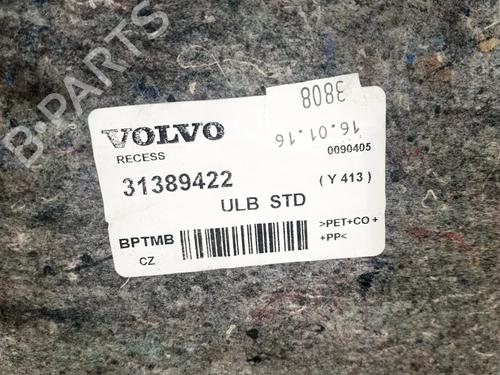 B-PARTS
3808
VOLVO
16.01.16
RECESS
0090405
31389422
( Y 413 )
ULB STD
BPTMB
>PET+CO +
+PP<
CZ